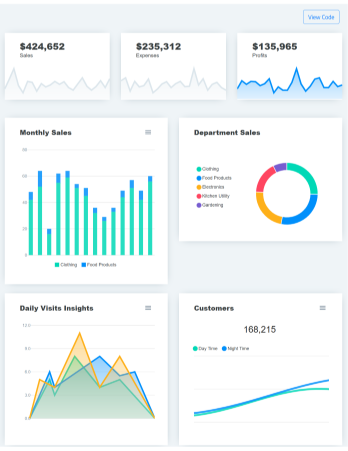 View Code
$424,652
Sales
$235,312
Expenses
$135,965
Profits
Monthly Sales
80
60
40
20
0
Clothing Food Products
Department Sales
Clothing
Food Products
Electronics
Kitchen Utility
Gardening
Daily Visits Insights
12.0
9.0
6.0
3.0
0.0
Customers
168,215
Day Time Night Time